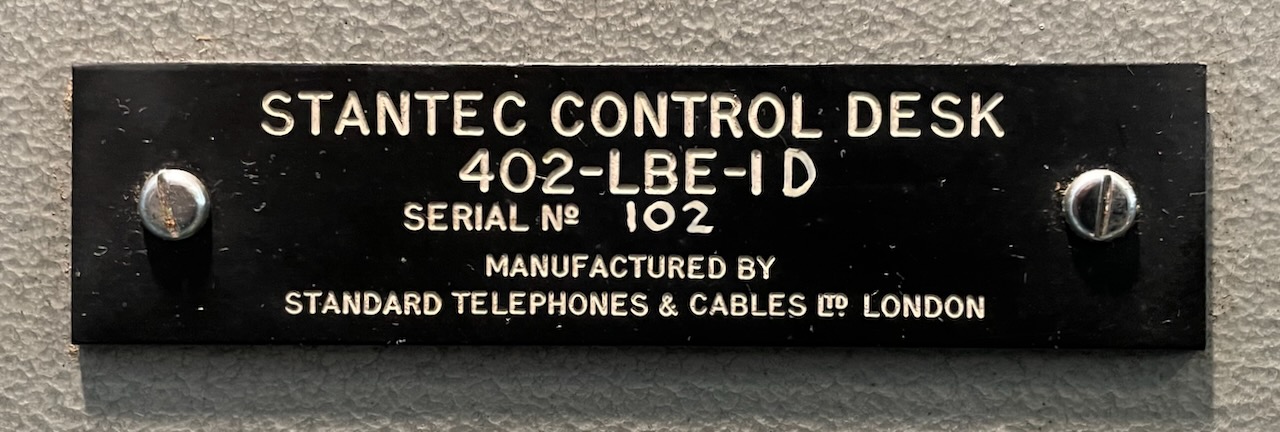 STANTEC CONTROL DESK
402-LBE-1D
SERIAL Nº 102
MANUFACTURED BY
STANDARD TELEPHONES & CABLES LTD LONDON